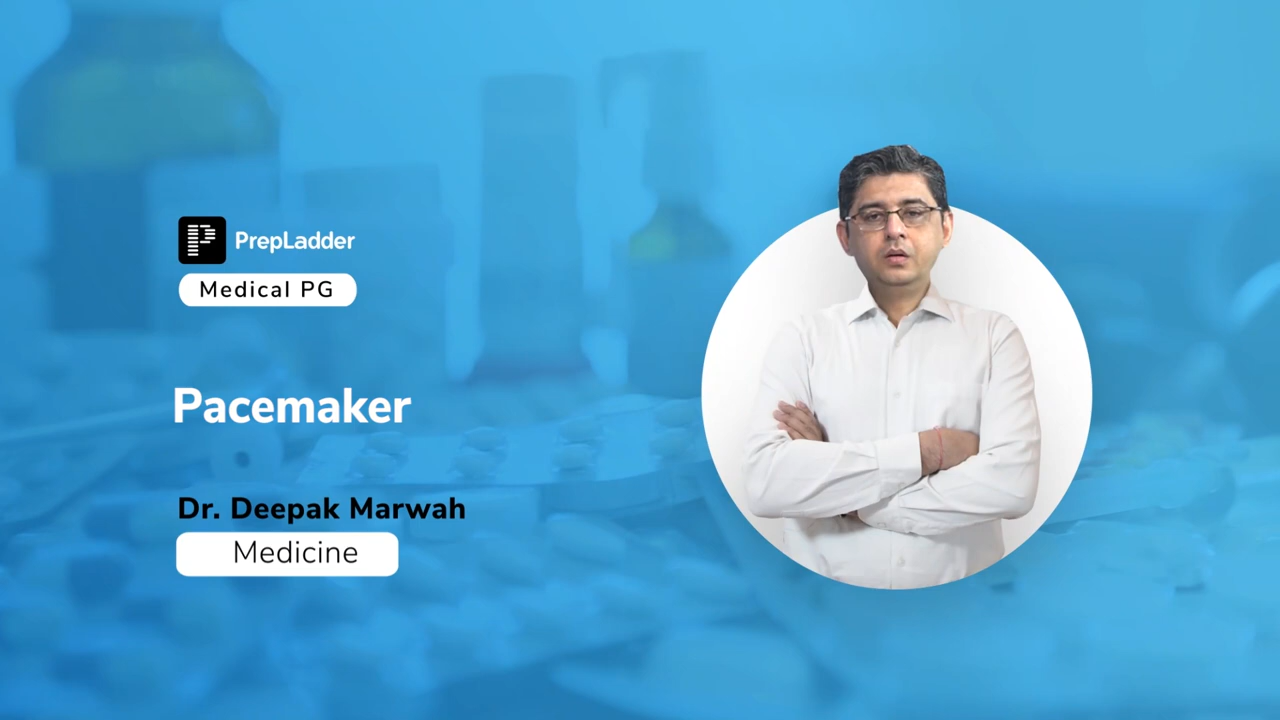 PrepLadder
Medical PG
Pacemaker
Dr. Deepak Marwah
Medicine